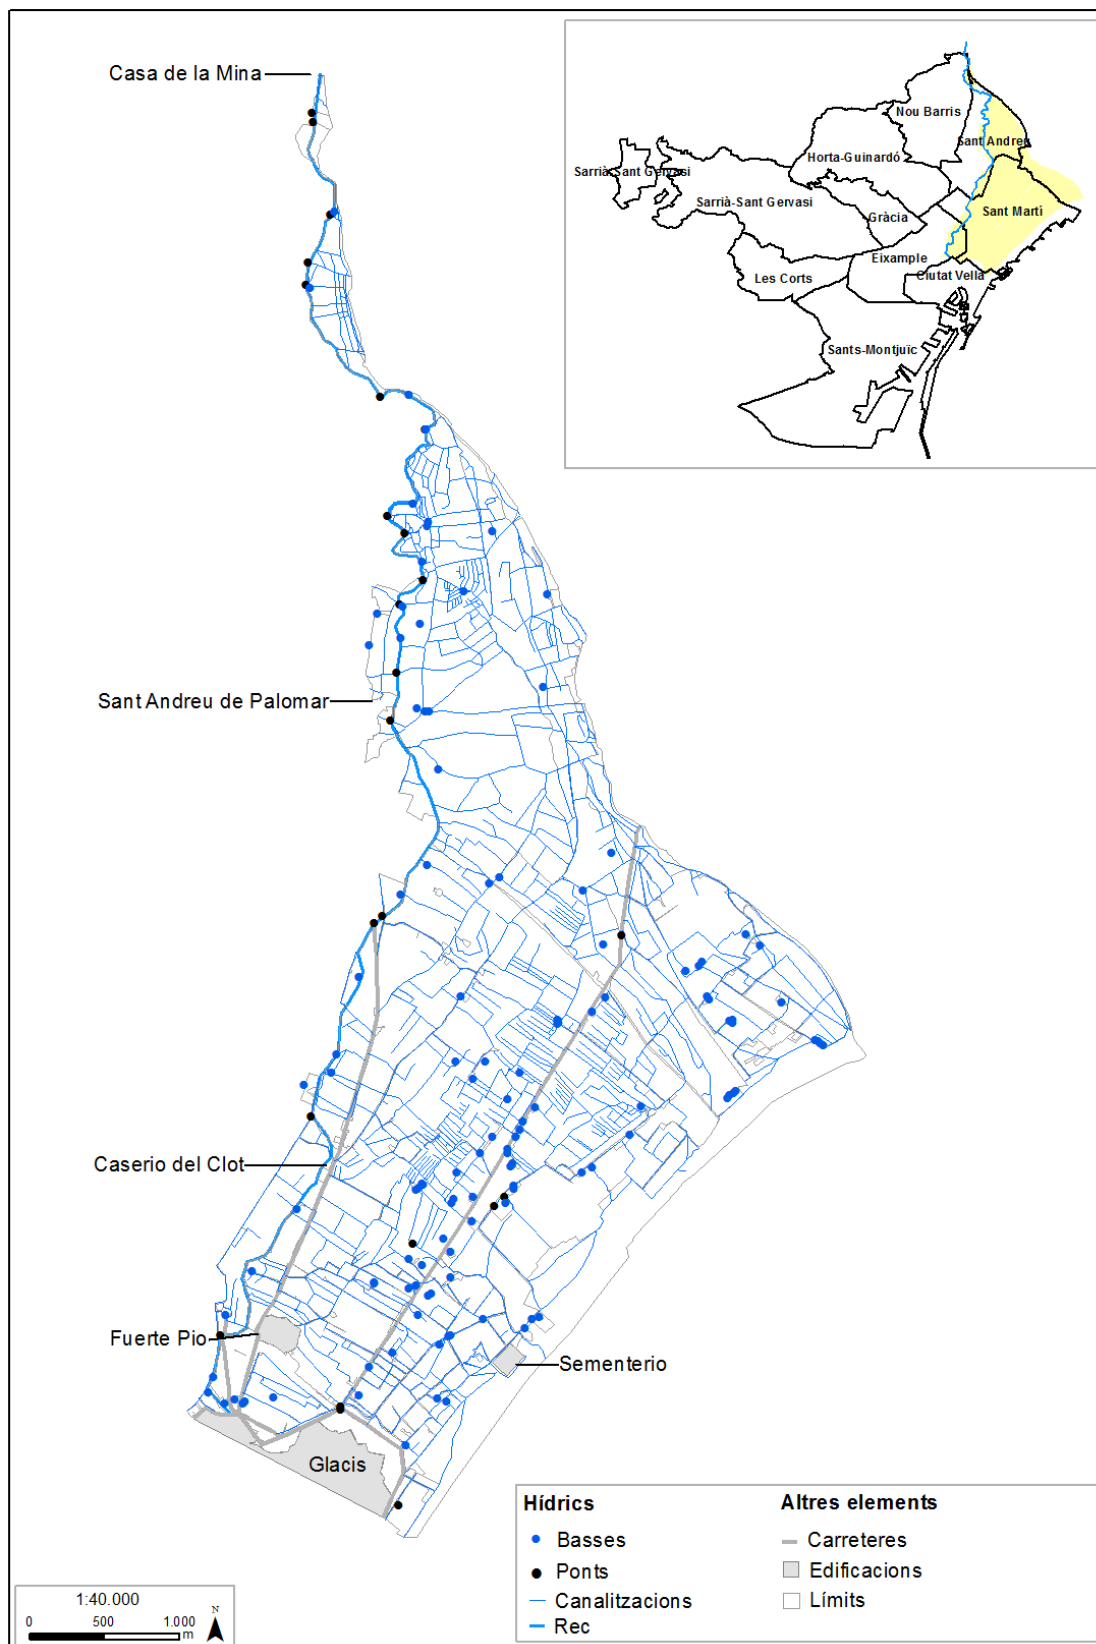 Casa de la Mina
Nou Barris
Sant Andreu
Horta-Guinardó
Sarrià-Sant Gervasi
Sarrià-Sant Gervasi
Gràcia
Sant Martí
Eixample
Les Corts
Ciutat Vella
Sants-Montjuïc
Sant Andreu de Palomar
Caserio del Clot
Fuerte Pio
Sementerio
Glacis
Hídrics
Basses
Ponts
Canalitzacions
Rec
Altres elements
Carreteres
Edificacions
Límits
1:40.000
N
0 500 1.000
m